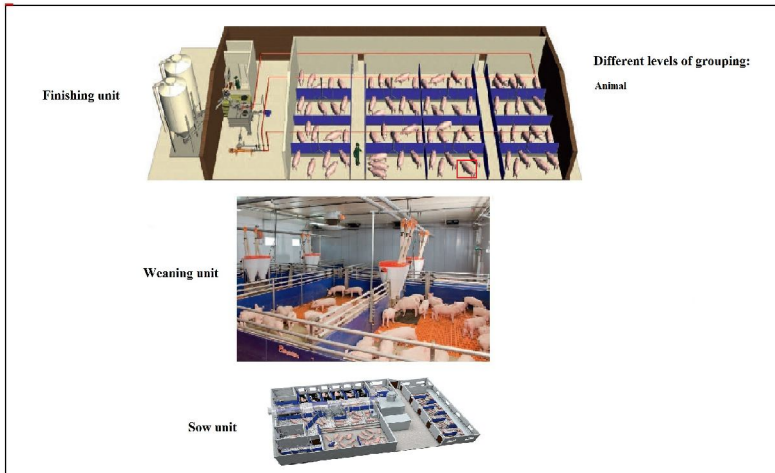 Different levels of grouping:
Animal
Finishing unit
Weaning unit
Sow unit